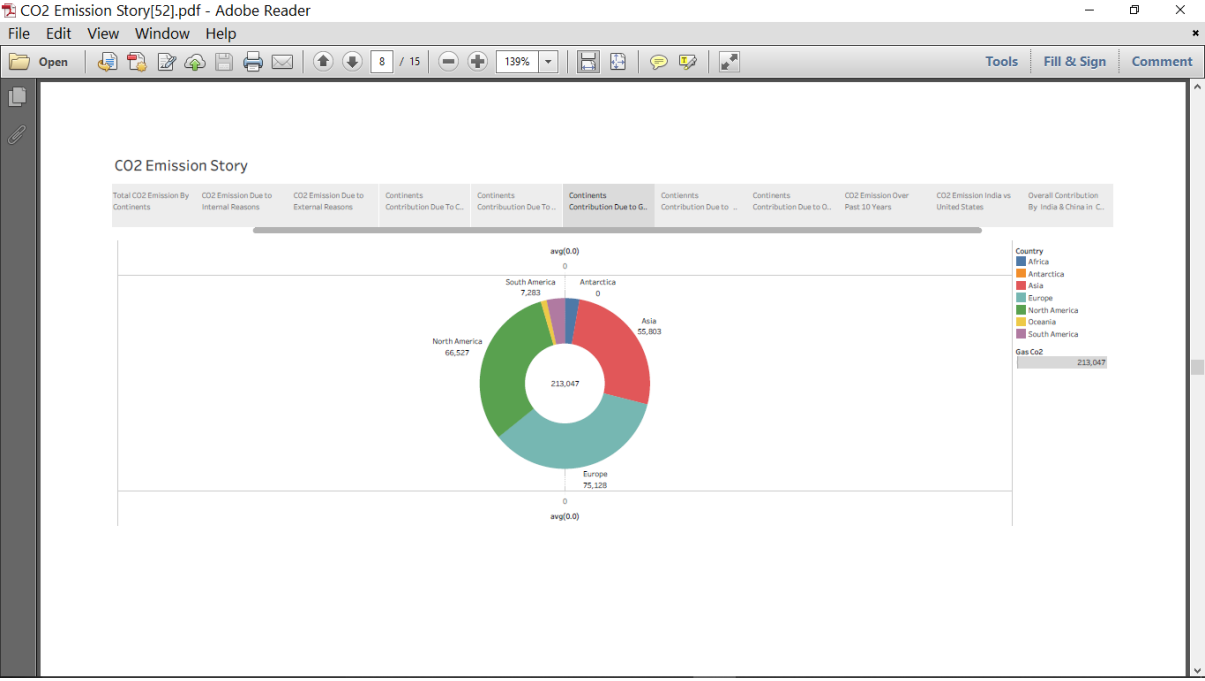 CO2 Emission Story[52].pdf - Adobe Reader
File Edit View Window Help
Open
8 / 15
139%
Tools
Fill & Sign
Comment
CO2 Emission Story
Total CO2 Emission By
Continents
CO2 Emission Due to
Internal Reasons
CO2 Emission Due to
External Reasons
Continents
Contribution Due To C..
Continents
Contribuution Due To ..
Continents
Contribution Due to G..
Contiennts
Contribution Due to ..
Continents
Contribution Due to O..
CO2 Emission Over
Past 10 Years
CO2 Emission India vs
United States
Overall Contribution
By India & China in C..
avg(0.0)
0
South America
7,283
Antarctica
0
Asia
55,803
North America
66,527
213,047
Europe
75,128
0
avg(0.0)
Country
Africa
Antarctica
Asia
Europe
North America
Oceania
South America
Gas Co2
213,047